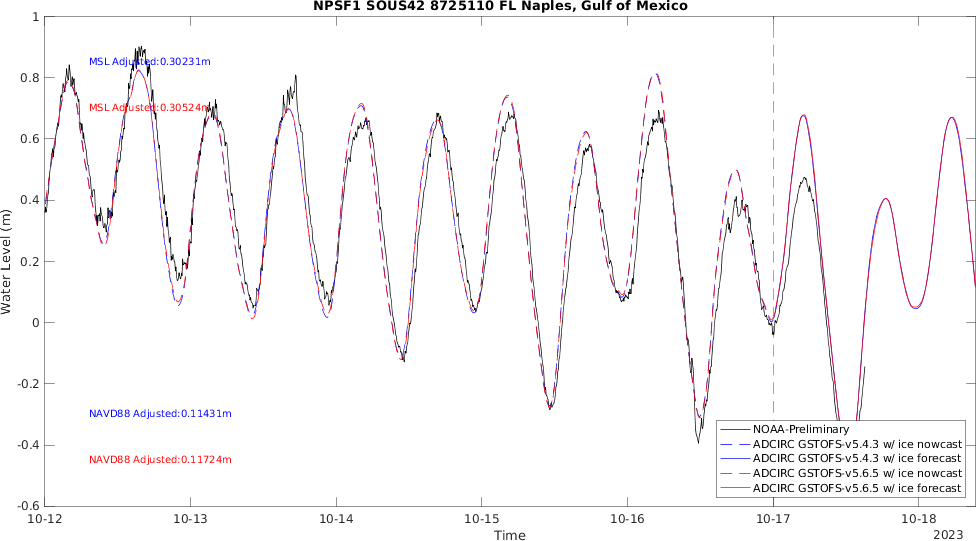 NPSF1 SOUS42 8725110 FL Naples, Gulf of Mexico
1
0.8
0.6
0.4
0.2
0
-0.2
-0.4
-0.6
Water Level (m)
MSL Adjusted:0.30231m
MSL Adjusted:0.30524m
NAVD88 Adjusted:0.11431m
NAVD88 Adjusted:0.11724m
NOAA-Preliminary
ADCIRC GSTOFS-v5.4.3 w/ ice nowcast
ADCIRC GSTOFS-v5.4.3 w/ ice forecast
ADCIRC GSTOFS-v5.6.5 w/ ice nowcast
ADCIRC GSTOFS-v5.6.5 w/ ice forecast
10-12 10-13 10-14 10-15 10-16 10-17 10-18
Time
2023